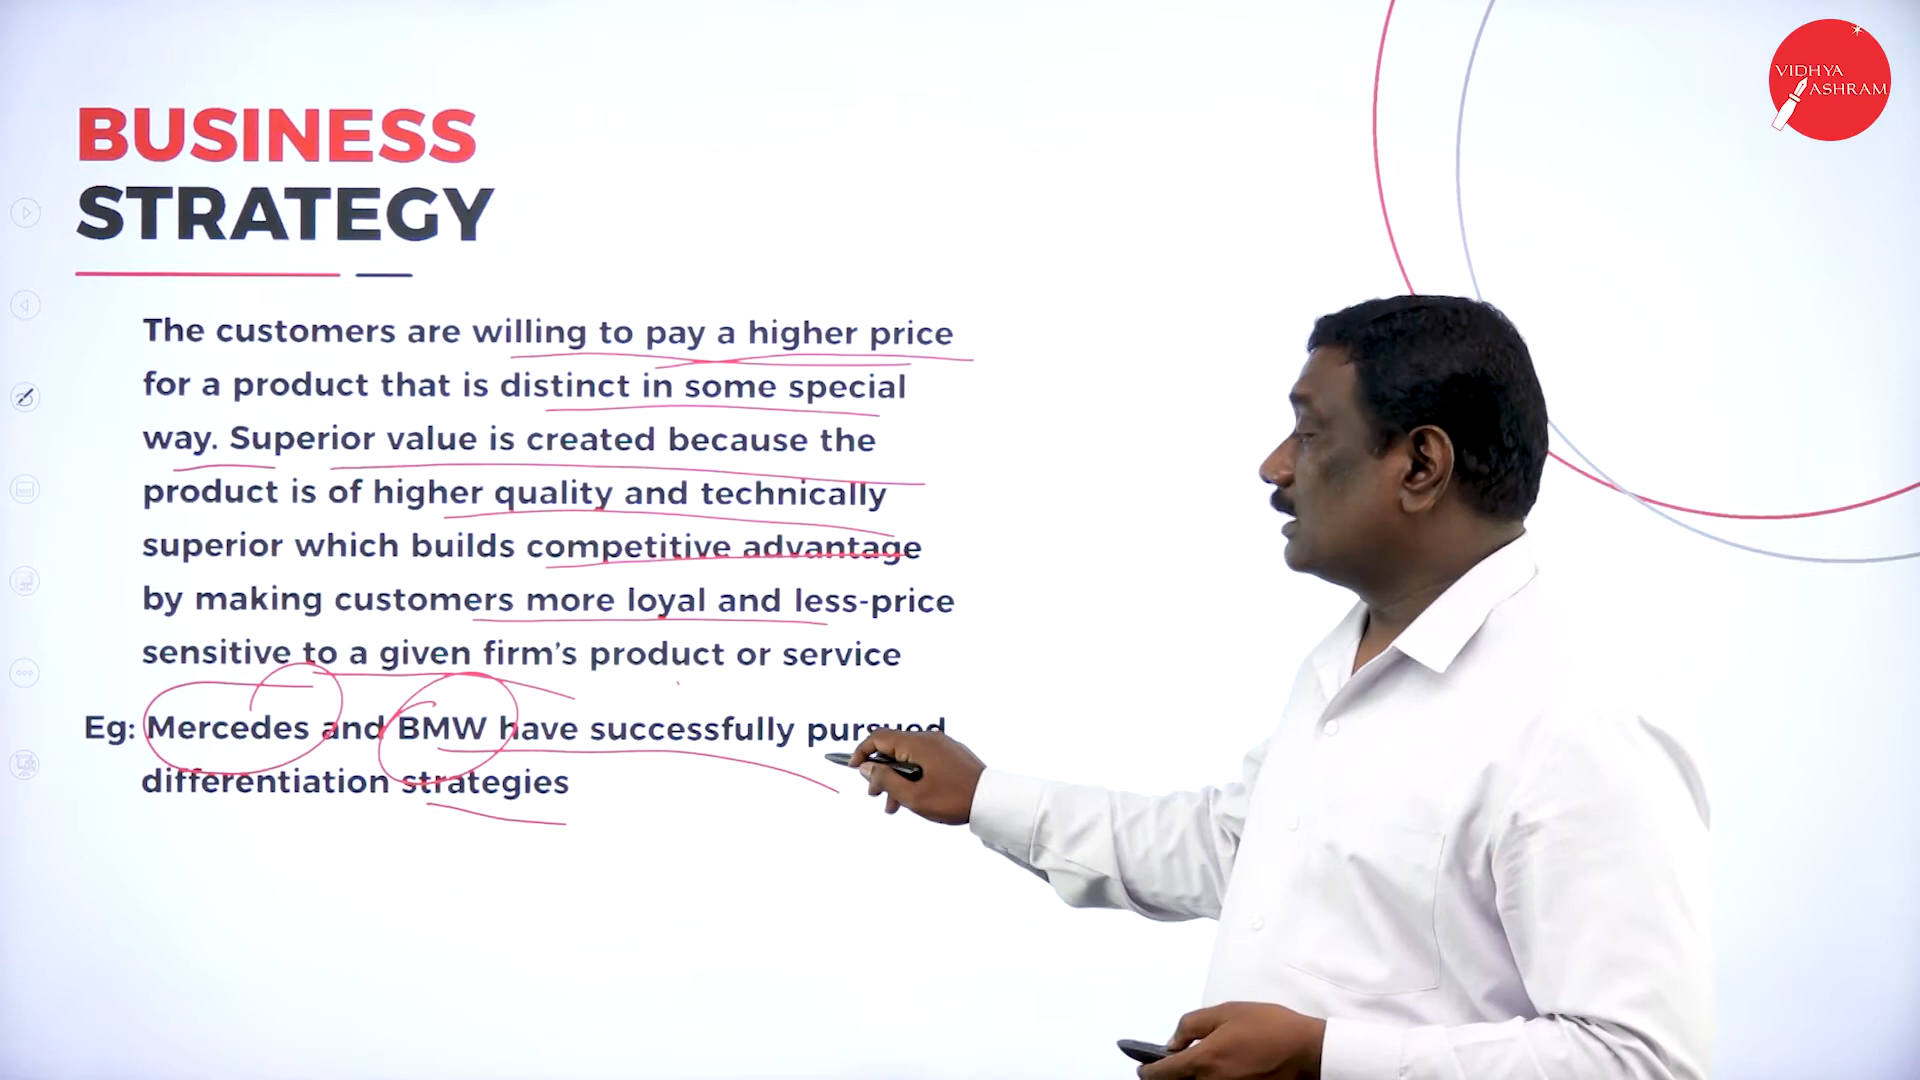 VIDHYA
ASHRAM
BUSINESS
STRATEGY
The customers are willing to pay a higher price
for a product that is distinct in some special
way. Superior value is created because the
product is of higher quality and technically
superior which builds competitive advantage
by making customers more loyal and less-price
sensitive to a given firm's product or service
Eg: Mercedes and BMW have successfully pursued
differentiation strategies